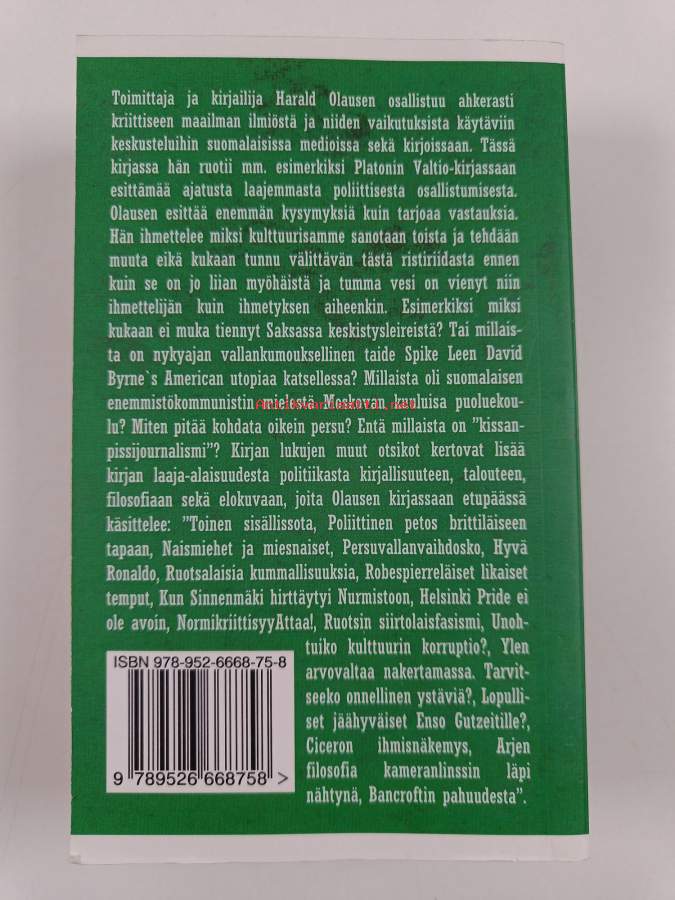 Toimittaja ja kirjailija Harald Olausen osallistuu ahkerasti
kriittiseen maailman ilmiöstä ja niiden vaikutuksista käytäviin
keskusteluihin suomalaisissa medioissa sekä kirjoissaan. Tässä
kirjassa hän ruotii mm. esimerkiksi Platonin Valtio-kirjassaan
esittämää ajatusta laajemmasta poliittisesta osallistumisesta.
Olausen esittää enemmän kysymyksiä kuin tarjoaa vastauksia.
Hän ihmettelee miksi kulttuurisamme sanotaan toista ja tehdään
muuta eikä kukaan tunnu välittävän tästä ristiriidasta ennen
kuin se on jo liian myöhäistä ja tumma vesi on vienyt niin
ihmettelijän kuin ihmetyksen aiheenkin. Esimerkiksi miksi
kukaan ei muka tiennyt Saksassa keskistysleireistä? Tai millais-
ta on nykyajan vallankumouksellinen taide Spike Leen David
Byrne`s American utopiaa katsellessa? Millaista oli suomalaisen
enemmistökommunistin mielestä Moskovan kuuluisa puoluekou-
lu? Miten pitää kohdata oikein persu? Entä millaista on "kissan-
pissijournalismi"? Kirjan lukujen muut otsikot kertovat lisää
kirjan laaja-alaisuudesta politiikasta kirjallisuuteen, talouteen,
filosofiaan sekä elokuvaan, joita Olausen kirjassaan etupäässä
käsittelee: "Toinen sisällissota, Poliittinen petos brittiläiseen
tapaan, Naismiehet ja miesnaiset, Persuvallanvaihdosko, Hyvä
Ronaldo, Ruotsalaisia kummallisuuksia, Robespierreläiset likaiset
temput, Kun Sinnenmäki hirttäytyi Nurmistoon, Helsinki Pride ei
ole avoin, NormikriittisyyAttaa!, Ruotsin siirtolaisfasismi, Unoh-
tuiko kulttuurin korruptio?, Ylen
arvovaltaa nakertamassa. Tarvit-
seeko onnellinen ystäviä?, Lopulli-
set jäähyväiset Enso Gutzeitille?,
Ciceron ihmisnäkemys, Arjen
filosofia kameranlinssin läpi
nähtynä, Bancroftin pahuudesta".
ISBN 978-952-6668-75-8
9 789526 668758 >